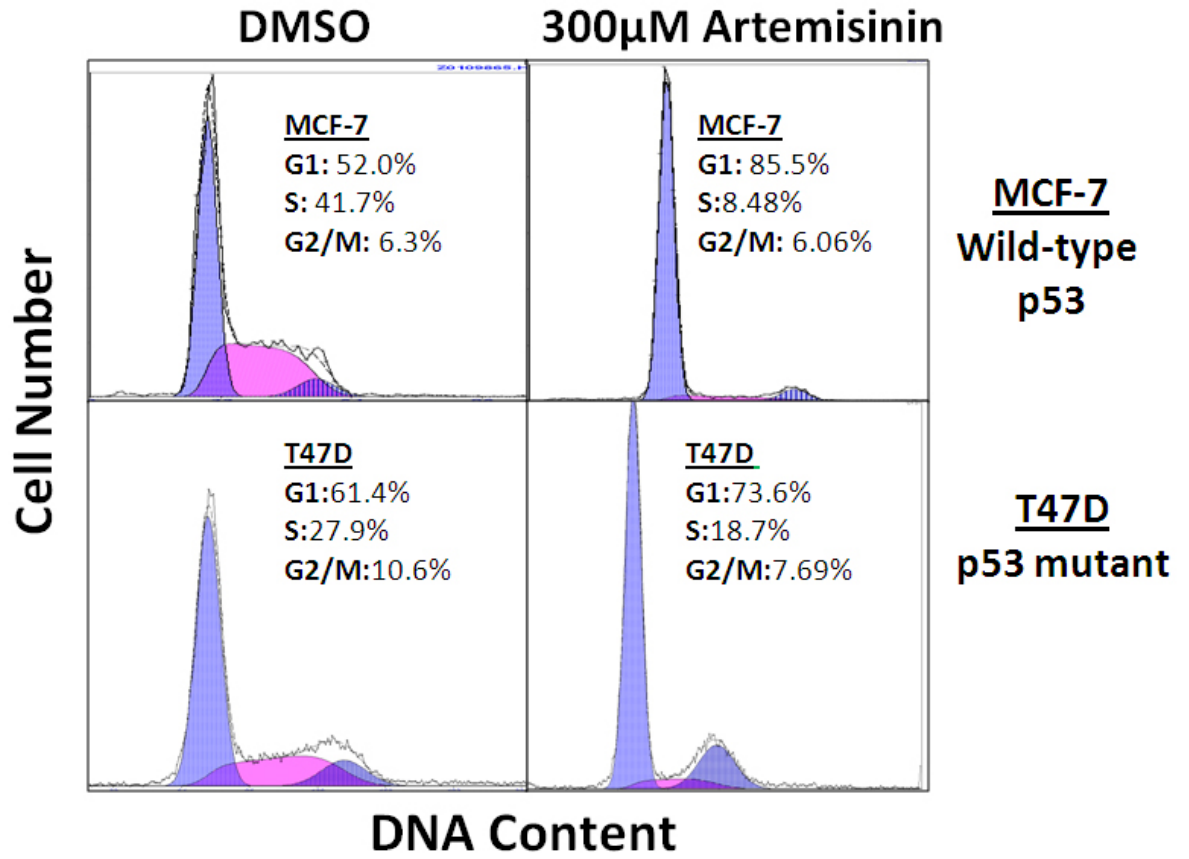 DMSO
300µM Artemisinin
Z0109865.H
MCF-7
G1: 52.0%
S: 41.7%
G2/M: 6.3%
MCF-7
G1: 85.5%
S:8.48%
G2/M: 6.06%
MCF-7
Wild-type
p53
T47D
G1:61.4%
S:27.9%
G2/M:10.6%
T47D
G1:73.6%
S:18.7%
G2/M:7.69%
T47D
p53 mutant
Cell Number
DNA Content